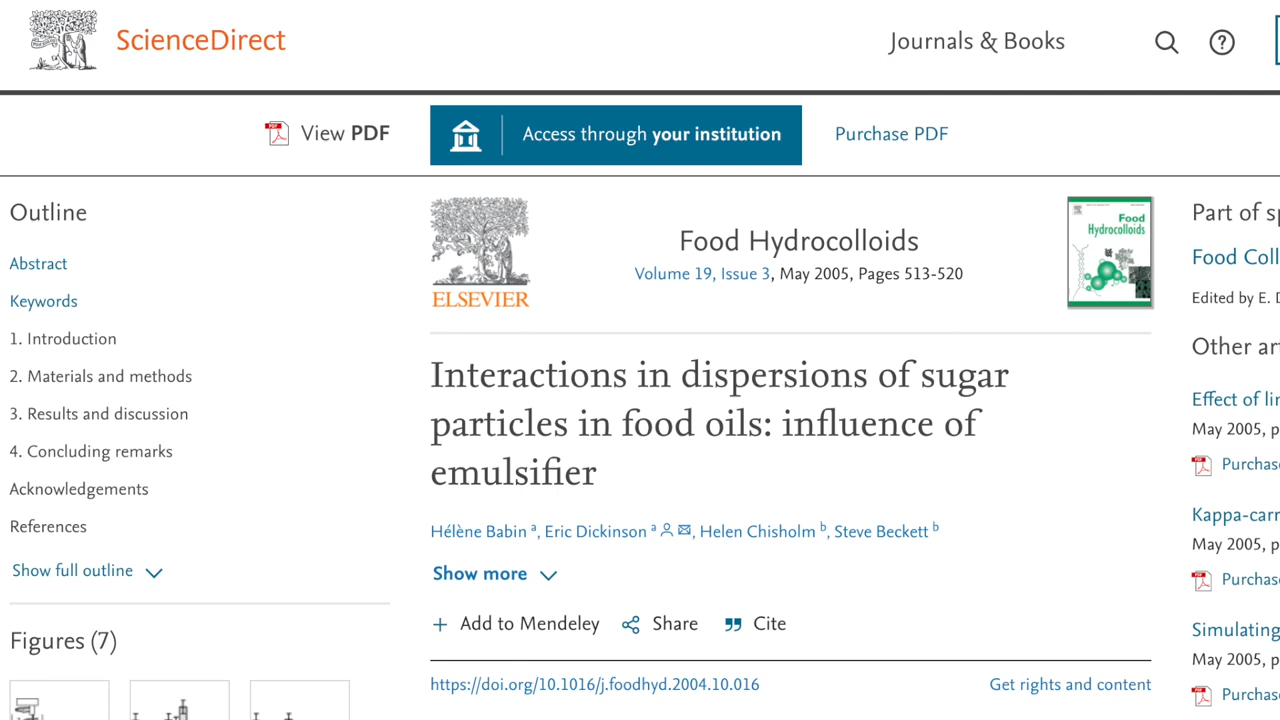 ScienceDirect
Journals & Books
View PDF
Access through your institution
Purchase PDF
Outline
Abstract
Keywords
1. Introduction
2. Materials and methods
3. Results and discussion
4. Concluding remarks
Acknowledgements
References
Show full outline
Figures (7)
ELSEVIER
Food Hydrocolloids
Volume 19, Issue 3, May 2005, Pages 513-520
Food
Hydrocolloids
Interactions in dispersions of sugar
particles in food oils: influence of
emulsifier
Hélène Babin a, Eric Dickinson a, Helen Chisholm b, Steve Beckett b
Show more
Add to Mendeley
Share
Cite
https://doi.org/10.1016/j.foodhyd.2004.10.016
Get rights and content
Part of sp
Food Coll
Edited by E. D
Other ar
Effect of lin
May 2005, p
Purchase
Kappa-carr
May 2005, p
Purchase
Simulating
May 2005, p
Purchase